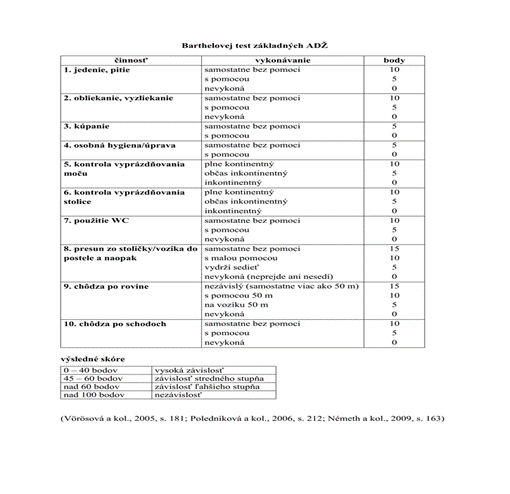 Barthelovej test základných ADŽ
činnosť vykonávanie body
1. jedenie, pitie samostatne bez pomoci 10
s pomocou 5
nevykoná 0
2. obliekanie, vyzliekanie samostatne bez pomoci 10
s pomocou 5
nevykoná 0
3. kúpanie samostatne bez pomoci 5
s pomocou 0
4. osobná hygiena/úprava samostatne bez pomoci 5
s pomocou 0
5. kontrola vyprázdňovania plne kontinentný 10
moču občas inkontinentný 5
inkontinentný 0
6. kontrola vyprázdňovania plne kontinentný 10
stolice občas inkontinentný 5
inkontinentný 0
7. použitie WC samostatne bez pomoci 10
s pomocou 5
nevykoná 0
8. presun zo stoličky/vozíka do samostatne bez pomoci 15
postele a naopak s malou pomocou 10
vydrží sedieť 5
nevykoná (neprejde ani nesedí) 0
9. chôdza po rovine nezávislý (samostatne viac ako 50 m) 15
s pomocou 50 m 10
na vozíku 50 m 5
nevykoná 0
10. chôdza po schodoch samostatne bez pomoci 10
s pomocou 5
nevykoná 0
výsledné skóre
0 – 40 bodov vysoká závislosť
45 – 60 bodov závislosť stredného stupňa
nad 60 bodov závislosť ľahšieho stupňa
nad 100 bodov nezávislosť
(Vörösová a kol., 2005, s. 181; Poledníková a kol., 2006, s. 212; Németh a kol., 2009, s. 163)